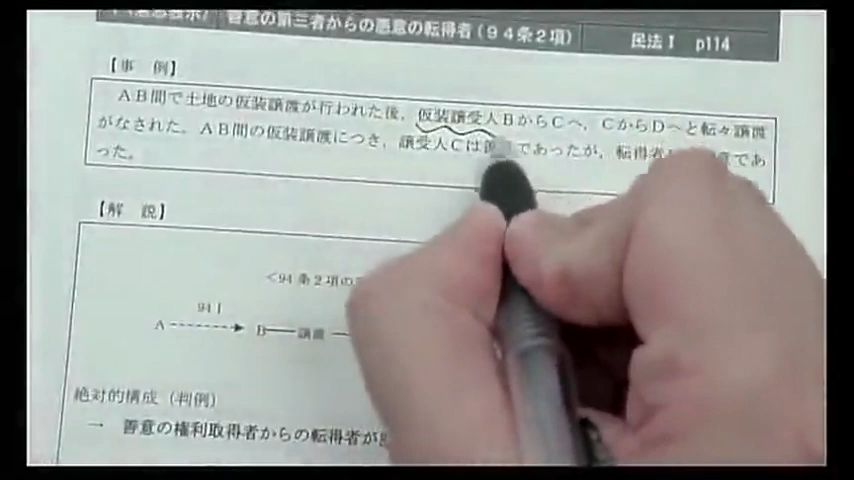 善意の第三者からの悪意の転得者(94条2項) 民法Ⅰ p114
【事 例】
AB間で土地の仮装譲渡が行われた後,仮装譲受人BからCへ,CからDへと転々譲渡
がなされた。AB間の仮装譲渡につき,譲受人Cは善 であったが,転得者 意であ
った。
【解 説】
<94条2項の
94Ⅰ
A B 譲渡
絶対的構成(判例)
→ 善意の権利取得者からの転得者が